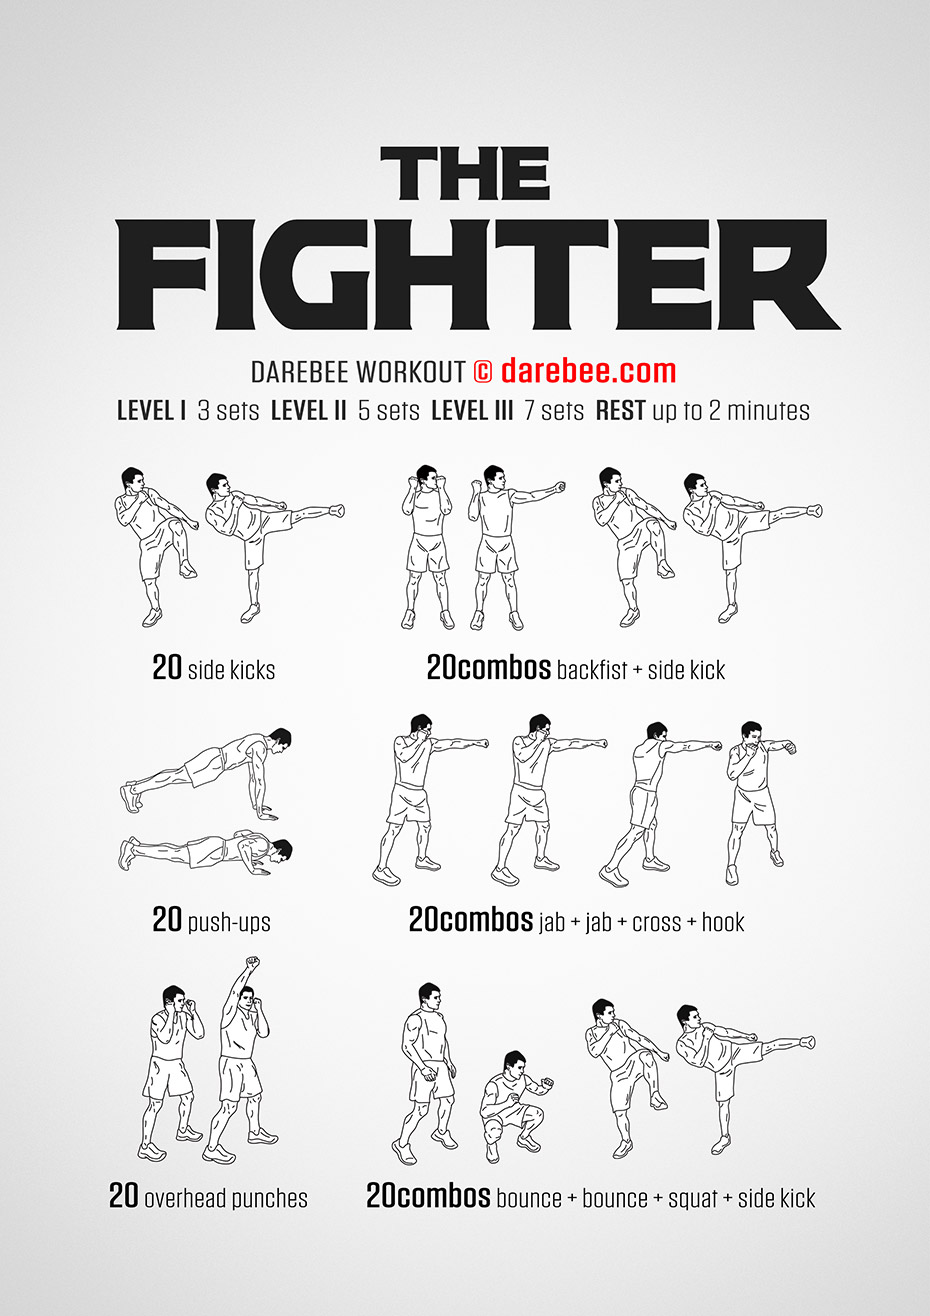 THE
FIGHTER
DAREBEE WORKOUT © darebee.com
LEVEL I 3 sets LEVEL II 5 sets LEVEL III 7 sets REST up to 2 minutes
20 side kicks
20combos backfist + side kick
20 push-ups
20combos jab + jab + cross + hook
20 overhead punches
20combos bounce + bounce + squat + side kick